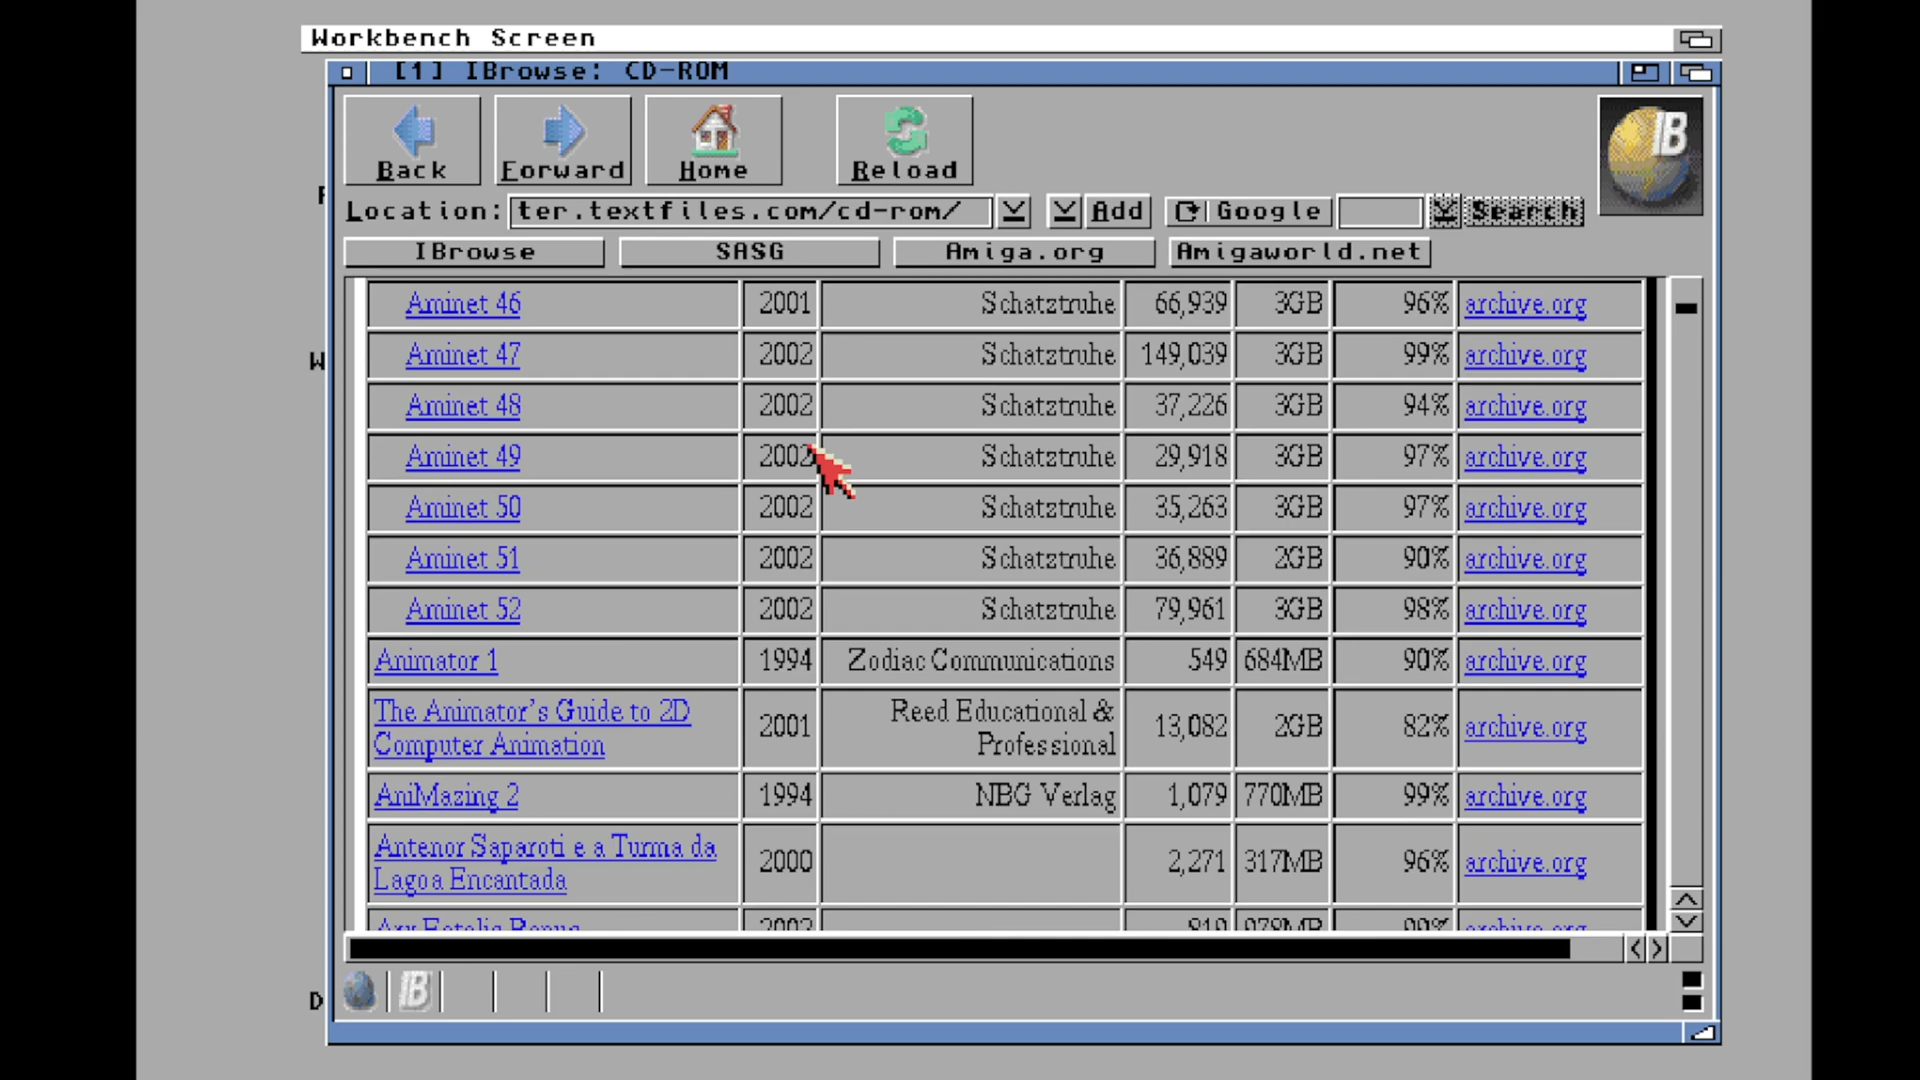 Workbench Screen
[1] IBrowse: CD-ROM
Back Forward Home Reload
IB
Location: ter.textfiles.com/cd-rom/ Add Google Search
IBrowse SASG Amiga.org Amigaworld.net
Aminet 46 2001 Schatztruhe 66,939 3GB 96% archive.org
Aminet 47 2002 Schatztruhe 149,039 3GB 99% archive.org
Aminet 48 2002 Schatztruhe 37,226 3GB 94% archive.org
Aminet 49 2002 Schatztruhe 29,918 3GB 97% archive.org
Aminet 50 2002 Schatztruhe 35,263 3GB 97% archive.org
Aminet 51 2002 Schatztruhe 36,889 2GB 90% archive.org
Aminet 52 2002 Schatztruhe 79,961 3GB 98% archive.org
Animator 1 1994 Zodiac Communications 549 684MB 90% archive.org
The Animator's Guide to 2D
Computer Animation 2001 Reed Educational &
Professional 13,082 2GB 82% archive.org
AniMazing 2 1994 NBG Verlag 1,079 770MB 99% archive.org
Antenor Saparoti e a Turma da
Lagoa Encantada 2000 2,271 317MB 96% archive.org
W
D
IB